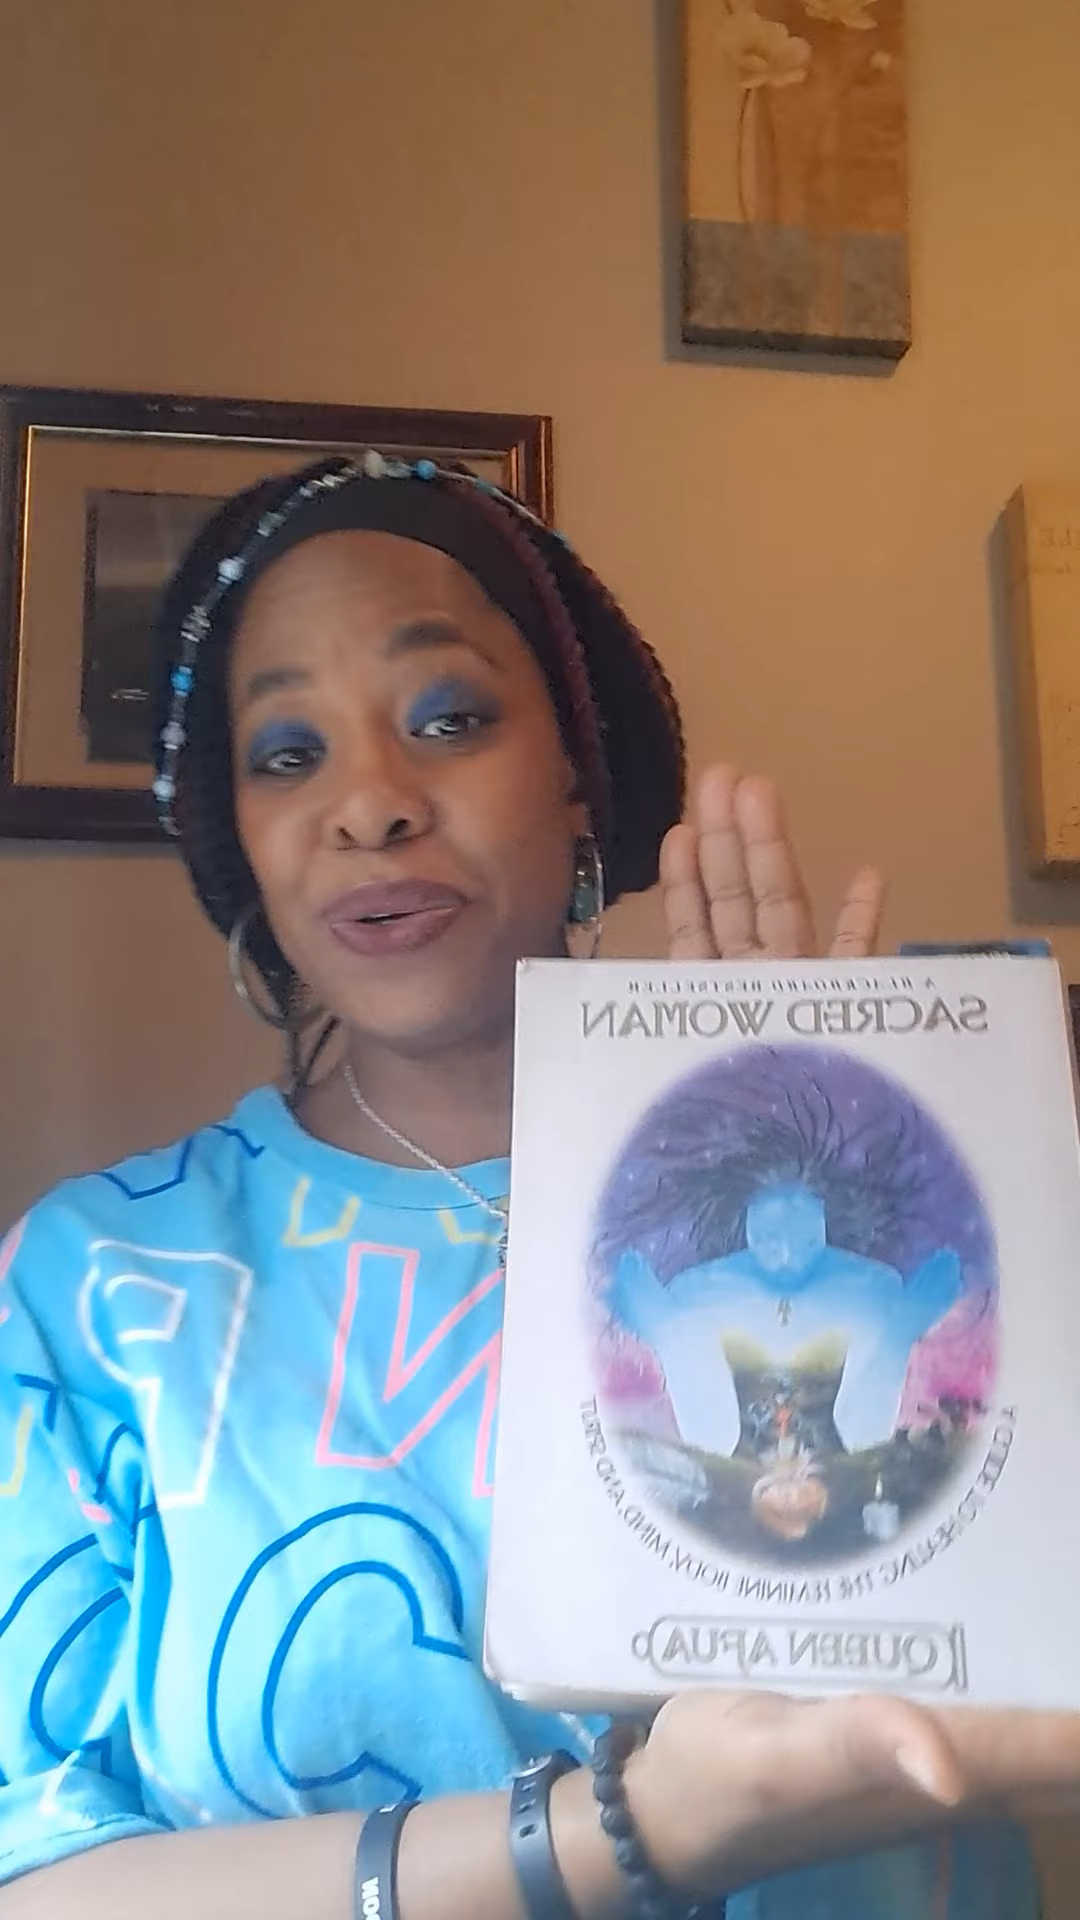 A BLACKBOARD BESTSELLER
SACRED WOMAN
A GUIDE TO HEALING THE FEMININE BODY, MIND, AND SPIRIT
QUEEN AFUA
P
N